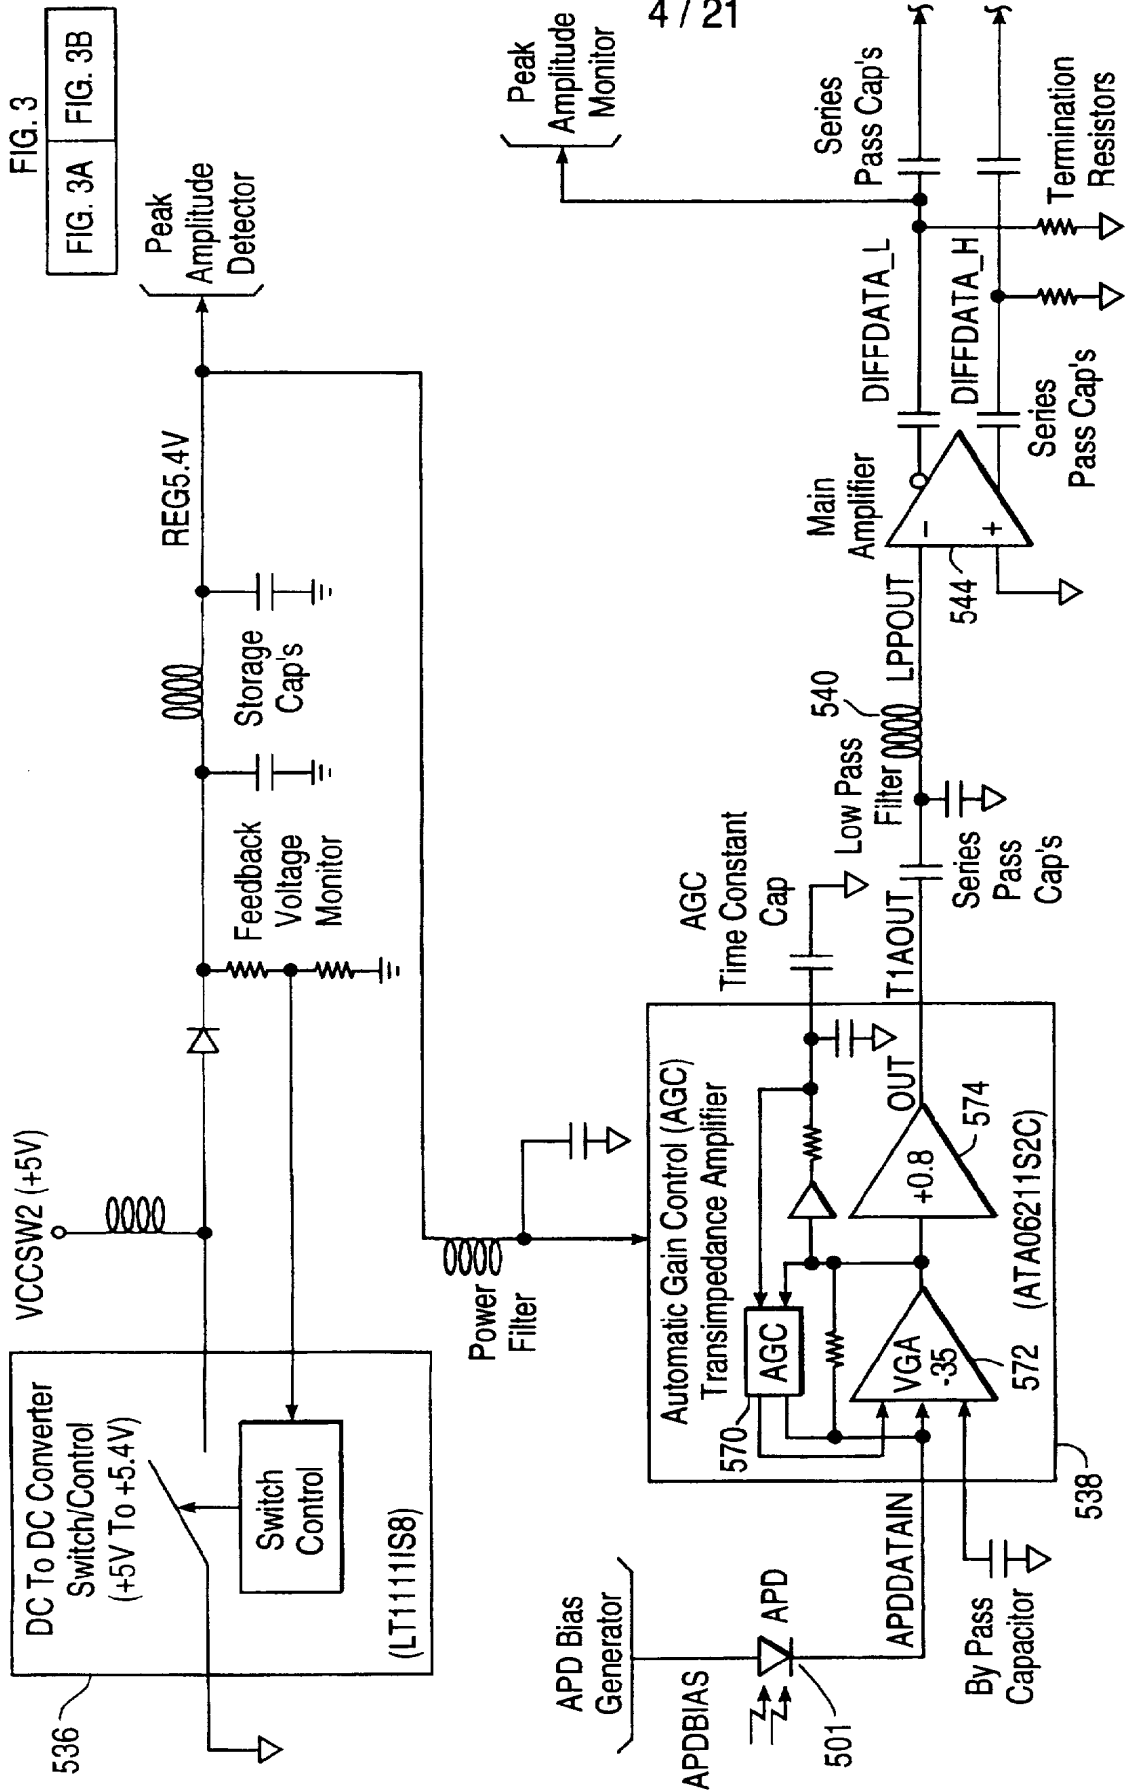 4 / 21
FIG. 3
FIG. 3A
FIG. 3B
536
DC To DC Converter
Switch/Control
(+5V To +5.4V)
Switch
Control
(LT1111IS8)
VCCSW2 (+5V)
Feedback
Voltage
Monitor
Storage
Cap's
REG5.4V
Peak
Amplitude
Detector
Power
Filter
Peak
Amplitude
Monitor
APD Bias
Generator
APDBIAS
APD
501
APDDATAIN
By Pass
Capacitor
538
Automatic Gain Control (AGC)
Transimpedance Amplifier
570
AGC
VGA
-35
572
+0.8
574
OUT
(ATA06211S2C)
AGC
Time Constant
Cap
T1AOUT
Series
Pass
Cap's
Low Pass
Filter
540
LPPOUT
544
Main
Amplifier
-
+
DIFFDATA_L
DIFFDATA_H
Series
Pass Cap's
Series
Pass Cap's
Termination
Resistors